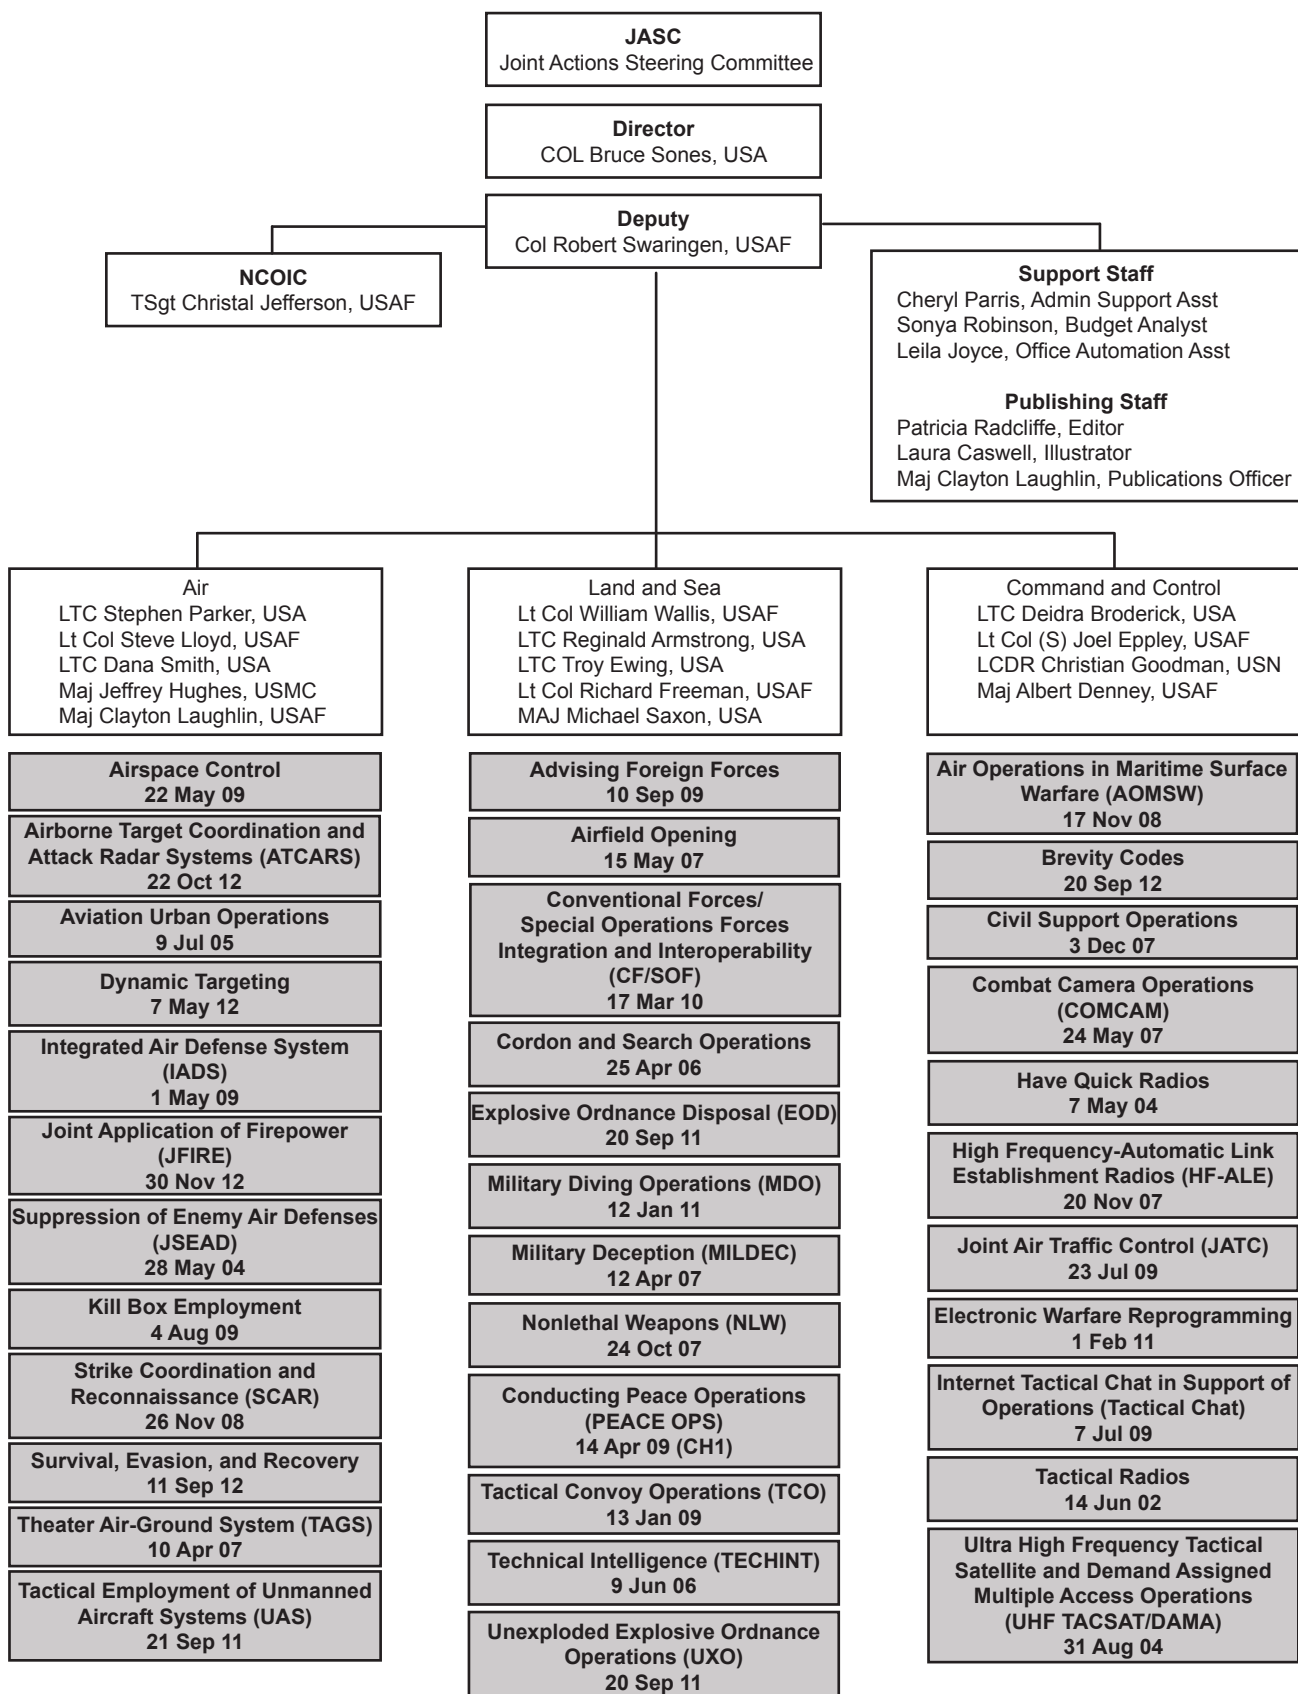 JASC
Joint Actions Steering Committee
Director
COL Bruce Sones, USA
Deputy
Col Robert Swaringen, USAF
NCOIC
TSgt Christal Jefferson, USAF
Support Staff
Cheryl Parris, Admin Support Asst
Sonya Robinson, Budget Analyst
Leila Joyce, Office Automation Asst
Publishing Staff
Patricia Radcliffe, Editor
Laura Caswell, Illustrator
Maj Clayton Laughlin, Publications Officer
Air
LTC Stephen Parker, USA
Lt Col Steve Lloyd, USAF
LTC Dana Smith, USA
Maj Jeffrey Hughes, USMC
Maj Clayton Laughlin, USAF
Airspace Control
22 May 09
Airborne Target Coordination and
Attack Radar Systems (ATCARS)
22 Oct 12
Aviation Urban Operations
9 Jul 05
Dynamic Targeting
7 May 12
Integrated Air Defense System
(IADS)
1 May 09
Joint Application of Firepower
(JFIRE)
30 Nov 12
Suppression of Enemy Air Defenses
(JSEAD)
28 May 04
Kill Box Employment
4 Aug 09
Strike Coordination and
Reconnaissance (SCAR)
26 Nov 08
Survival, Evasion, and Recovery
11 Sep 12
Theater Air-Ground System (TAGS)
10 Apr 07
Tactical Employment of Unmanned
Aircraft Systems (UAS)
21 Sep 11
Land and Sea
Lt Col William Wallis, USAF
LTC Reginald Armstrong, USA
LTC Troy Ewing, USA
Lt Col Richard Freeman, USAF
MAJ Michael Saxon, USA
Advising Foreign Forces
10 Sep 09
Airfield Opening
15 May 07
Conventional Forces/
Special Operations Forces
Integration and Interoperability
(CF/SOF)
17 Mar 10
Cordon and Search Operations
25 Apr 06
Explosive Ordnance Disposal (EOD)
20 Sep 11
Military Diving Operations (MDO)
12 Jan 11
Military Deception (MILDEC)
12 Apr 07
Nonlethal Weapons (NLW)
24 Oct 07
Conducting Peace Operations
(PEACE OPS)
14 Apr 09 (CH1)
Tactical Convoy Operations (TCO)
13 Jan 09
Technical Intelligence (TECHINT)
9 Jun 06
Unexploded Explosive Ordnance
Operations (UXO)
20 Sep 11
Command and Control
LTC Deidra Broderick, USA
Lt Col (S) Joel Eppley, USAF
LCDR Christian Goodman, USN
Maj Albert Denney, USAF
Air Operations in Maritime Surface
Warfare (AOMSW)
17 Nov 08
Brevity Codes
20 Sep 12
Civil Support Operations
3 Dec 07
Combat Camera Operations
(COMCAM)
24 May 07
Have Quick Radios
7 May 04
High Frequency-Automatic Link
Establishment Radios (HF-ALE)
20 Nov 07
Joint Air Traffic Control (JATC)
23 Jul 09
Electronic Warfare Reprogramming
1 Feb 11
Internet Tactical Chat in Support of
Operations (Tactical Chat)
7 Jul 09
Tactical Radios
14 Jun 02
Ultra High Frequency Tactical
Satellite and Demand Assigned
Multiple Access Operations
(UHF TACSAT/DAMA)
31 Aug 04